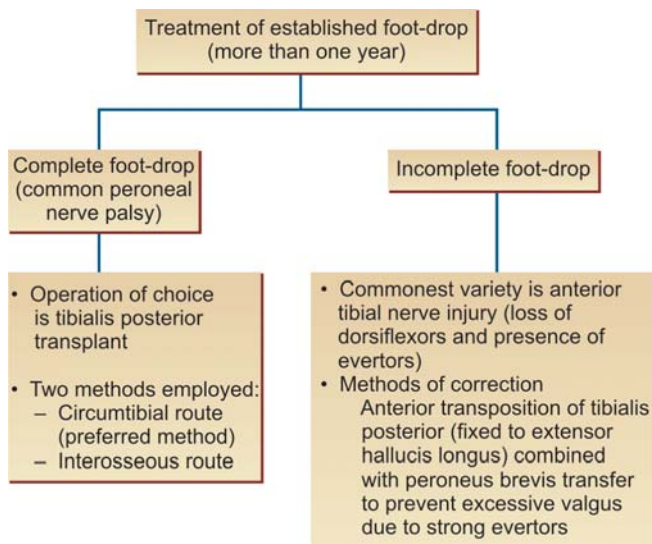 Treatment of established foot-drop
(more than one year)
Complete foot-drop
(common peroneal
nerve palsy)
Incomplete foot-drop
• Operation of choice
is tibialis posterior
transplant
• Two methods employed:
– Circumtibial route
(preferred method)
– Interosseous route
• Commonest variety is anterior
tibial nerve injury (loss of
dorsiflexors and presence of
evertors)
• Methods of correction
Anterior transposition of tibialis
posterior (fixed to extensor
hallucis longus) combined
with peroneus brevis transfer
to prevent excessive valgus
due to strong evertors